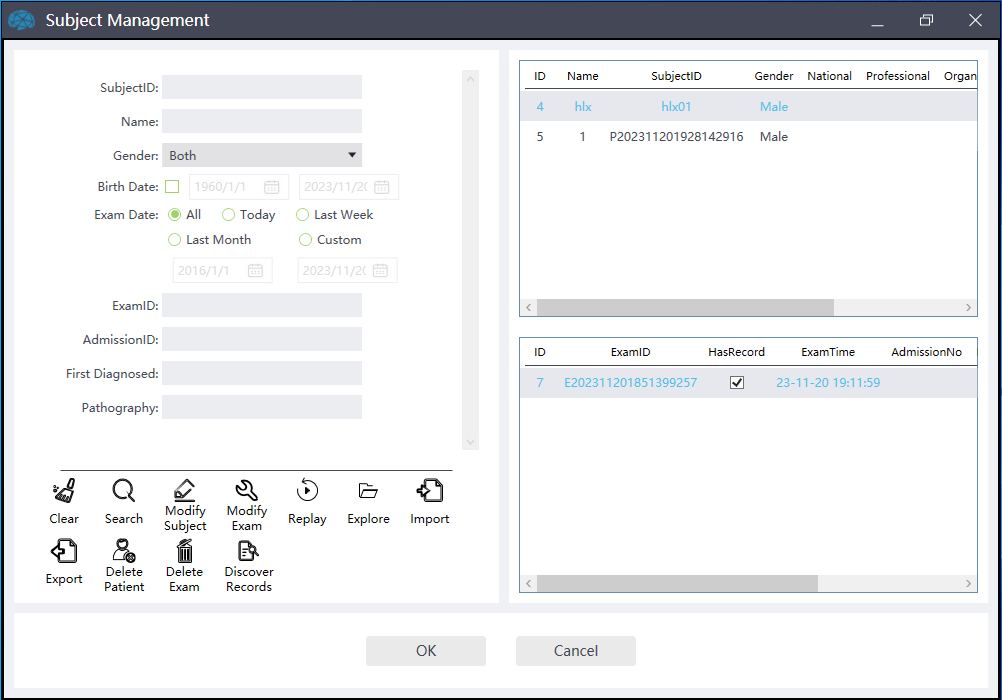 Subject Management
SubjectID:
Name:
Gender: Both
Birth Date: 1960/1/1 2023/11/20
Exam Date: All Today Last Week
Last Month Custom
2016/1/1 2023/11/20
ExamID:
AdmissionID:
First Diagnosed:
Pathography:
Clear Search Modify Subject Modify Exam Replay Explore Import
Export Delete Patient Delete Exam Discover Records
ID Name SubjectID Gender National Professional Organ
4 hlx hlx01 Male
5 1 P202311201928142916 Male
ID ExamID HasRecord ExamTime AdmissionNo
7 E202311201851399257 23-11-20 19:11:59
OK Cancel